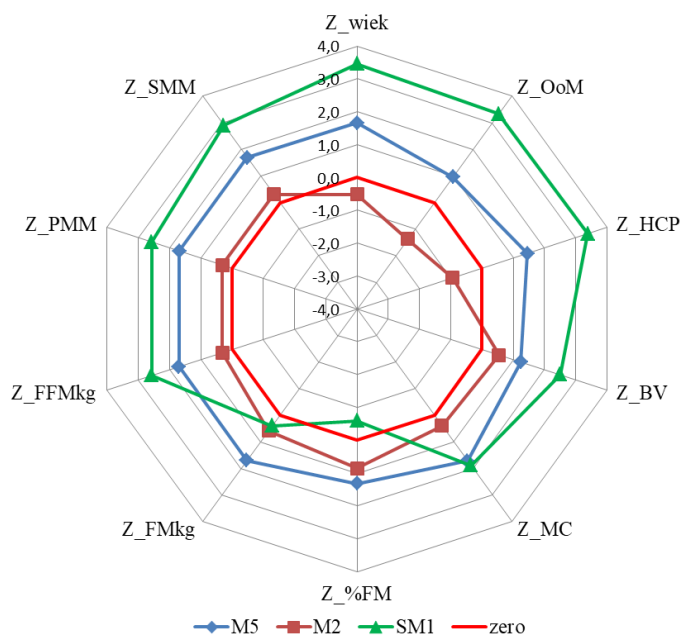 Z_wiek
4,0
3,0
2,0
1,0
0,0
-1,0
-2,0
-3,0
-4,0
Z_OoM
Z_HCP
Z_BV
Z_MC
Z_%FM
Z_FMkg
Z_FFMkg
Z_PMM
Z_SMM
M5 M2 SM1 zero